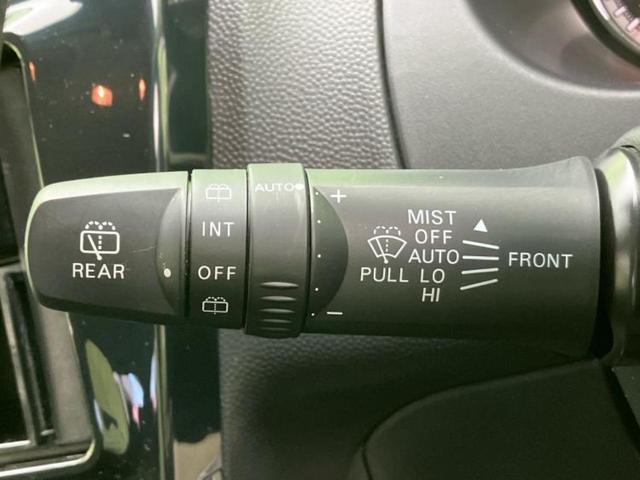 REAR
INT
OFF
AUTO
+
-
MIST
OFF
AUTO
PULL LO
HI
FRONT